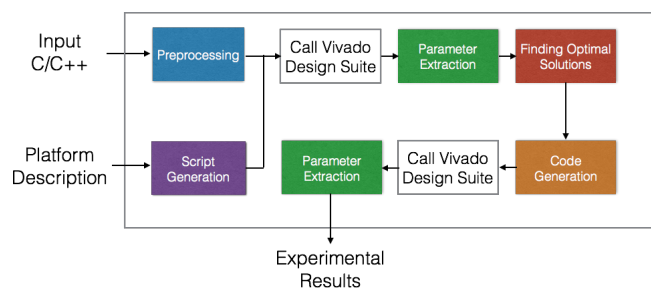 Input
C/C++
Preprocessing
Call Vivado
Design Suite
Parameter
Extraction
Finding Optimal
Solutions
Platform
Description
Script
Generation
Parameter
Extraction
Call Vivado
Design Suite
Code
Generation
Experimental
Results